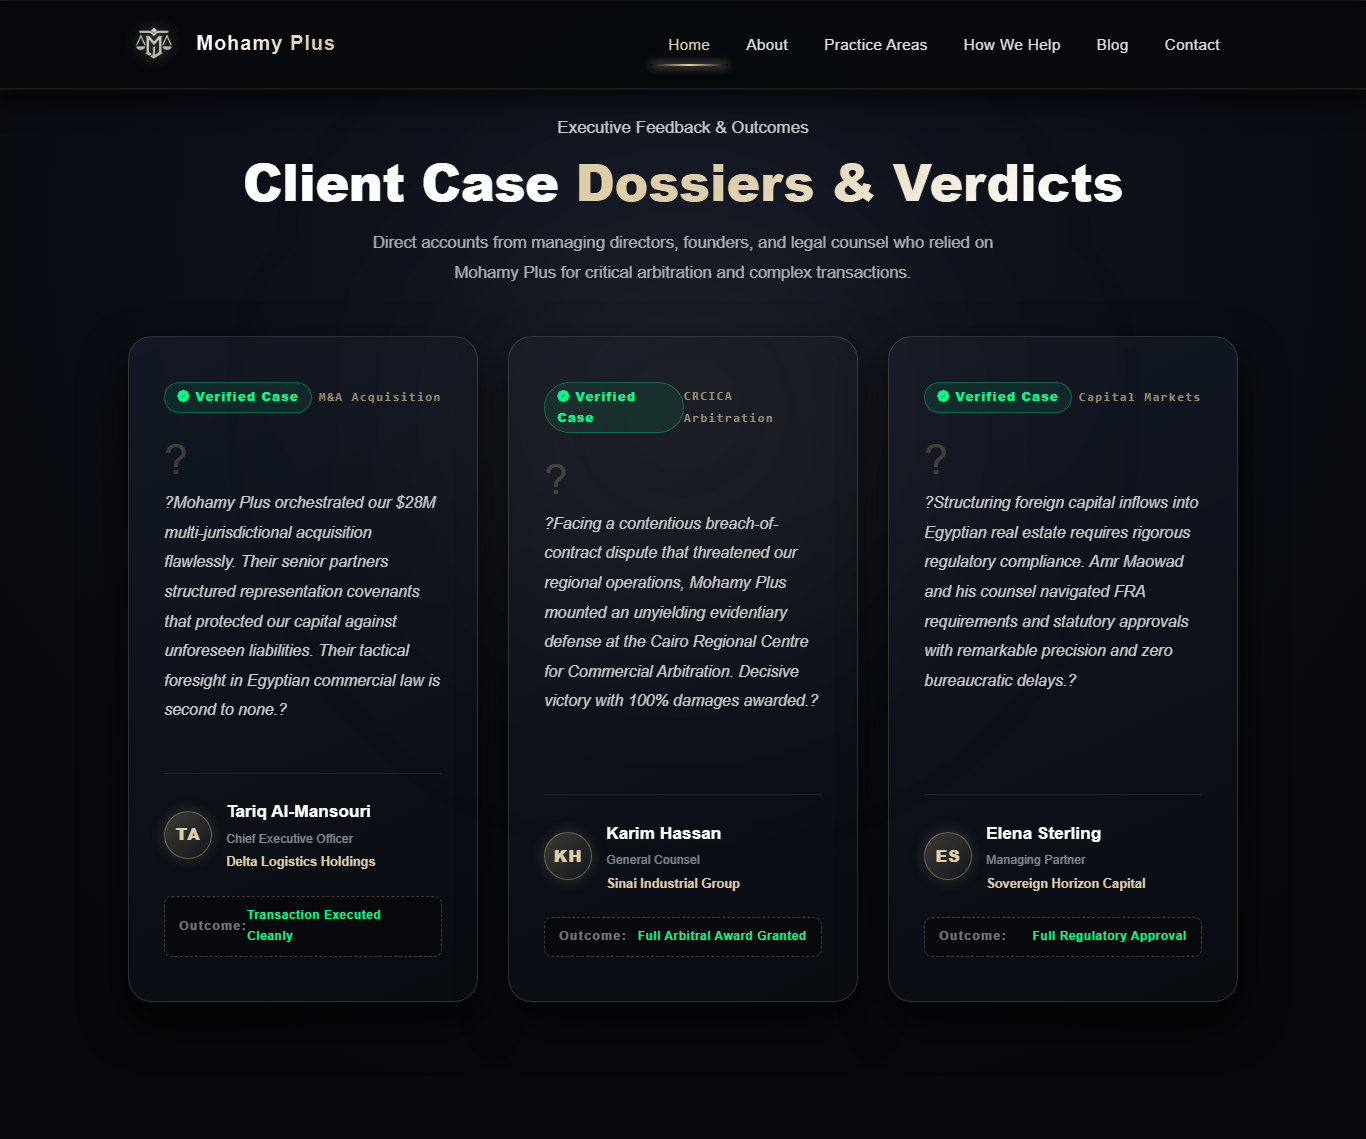 Mohamy Plus
Home
About
Practice Areas
How We Help
Blog
Contact
Executive Feedback & Outcomes
Client Case Dossiers & Verdicts
Direct accounts from managing directors, founders, and legal counsel who relied on
Mohamy Plus for critical arbitration and complex transactions.
Verified Case
M&A Acquisition
?
?Mohamy Plus orchestrated our $28M
multi-jurisdictional acquisition
flawlessly. Their senior partners
structured representation covenants
that protected our capital against
unforeseen liabilities. Their tactical
foresight in Egyptian commercial law is
second to none.?
TA
Tariq Al-Mansouri
Chief Executive Officer
Delta Logistics Holdings
Outcome:
Transaction Executed
Cleanly
Verified
Case
CRCICA
Arbitration
?
?Facing a contentious breach-of-
contract dispute that threatened our
regional operations, Mohamy Plus
mounted an unyielding evidentiary
defense at the Cairo Regional Centre
for Commercial Arbitration. Decisive
victory with 100% damages awarded.?
KH
Karim Hassan
General Counsel
Sinai Industrial Group
Outcome:
Full Arbitral Award Granted
Verified Case
Capital Markets
?
?Structuring foreign capital inflows into
Egyptian real estate requires rigorous
regulatory compliance. Amr Maowad
and his counsel navigated FRA
requirements and statutory approvals
with remarkable precision and zero
bureaucratic delays.?
ES
Elena Sterling
Managing Partner
Sovereign Horizon Capital
Outcome:
Full Regulatory Approval